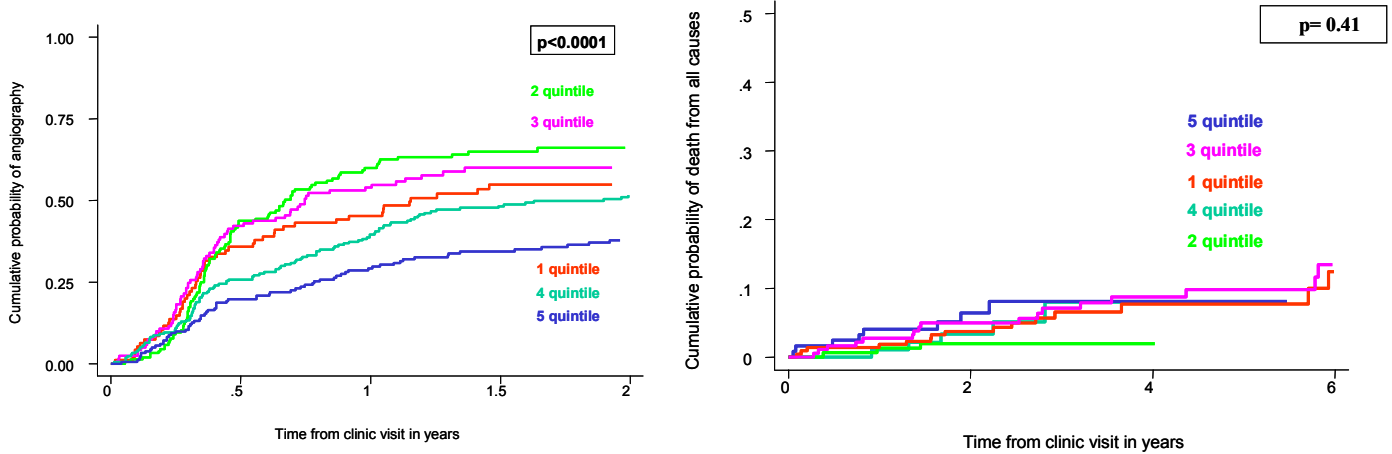 Cumulative probability of angiography
1.00
0.75
0.50
0.25
0.00
p<0.0001
2 quintile
3 quintile
1 quintile
4 quintile
5 quintile
0 .5 1 1.5 2
Time from clinic visit in years
Cumulative probability of death from all causes
.5
.4
.3
.2
.1
0
p= 0.41
5 quintile
3 quintile
1 quintile
4 quintile
2 quintile
0 2 4 6
Time from clinic visit in years